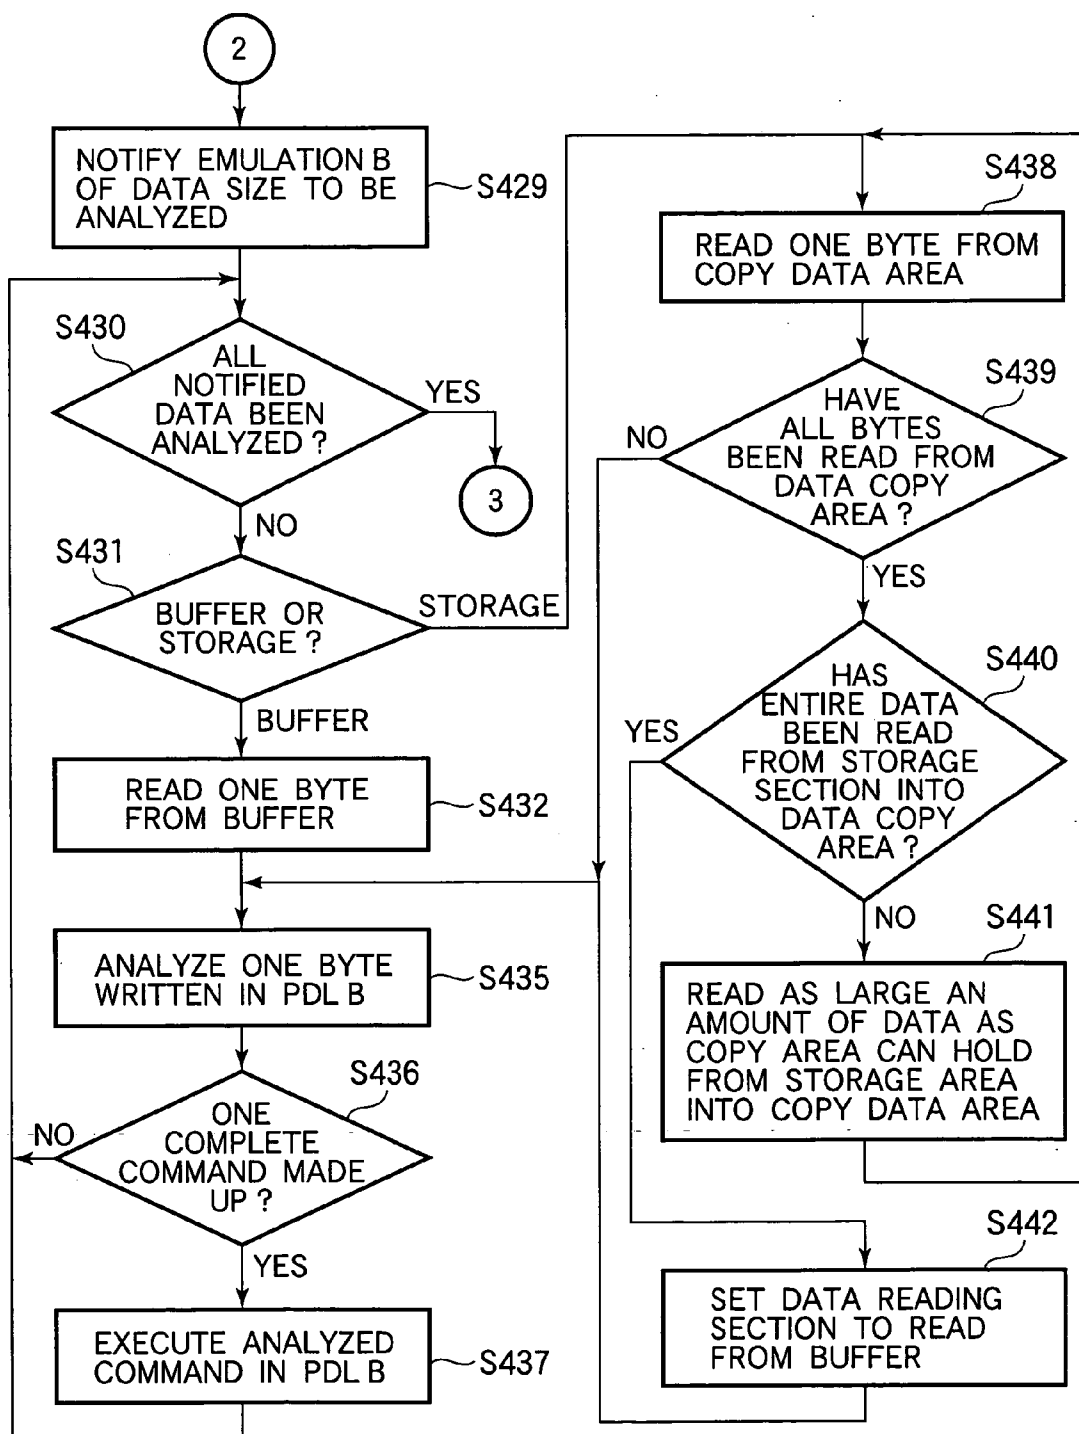 2
NOTIFY EMULATION B
OF DATA SIZE TO BE
ANALYZED
S429
S430
ALL
NOTIFIED
DATA BEEN
ANALYZED ?
YES
3
NO
S431
BUFFER OR
STORAGE ?
STORAGE
BUFFER
READ ONE BYTE
FROM BUFFER
S432
ANALYZE ONE BYTE
WRITTEN IN PDL B
S435
S436
ONE
COMPLETE
COMMAND MADE
UP ?
NO
YES
EXECUTE ANALYZED
COMMAND IN PDL B
S437
S438
READ ONE BYTE FROM
COPY DATA AREA
S439
HAVE
ALL BYTES
BEEN READ FROM
DATA COPY
AREA ?
NO
YES
S440
HAS
ENTIRE DATA
BEEN READ
FROM STORAGE
SECTION INTO
DATA COPY
AREA ?
YES
NO
S441
READ AS LARGE AN
AMOUNT OF DATA AS
COPY AREA CAN HOLD
FROM STORAGE AREA
INTO COPY DATA AREA
S442
SET DATA READING
SECTION TO READ
FROM BUFFER